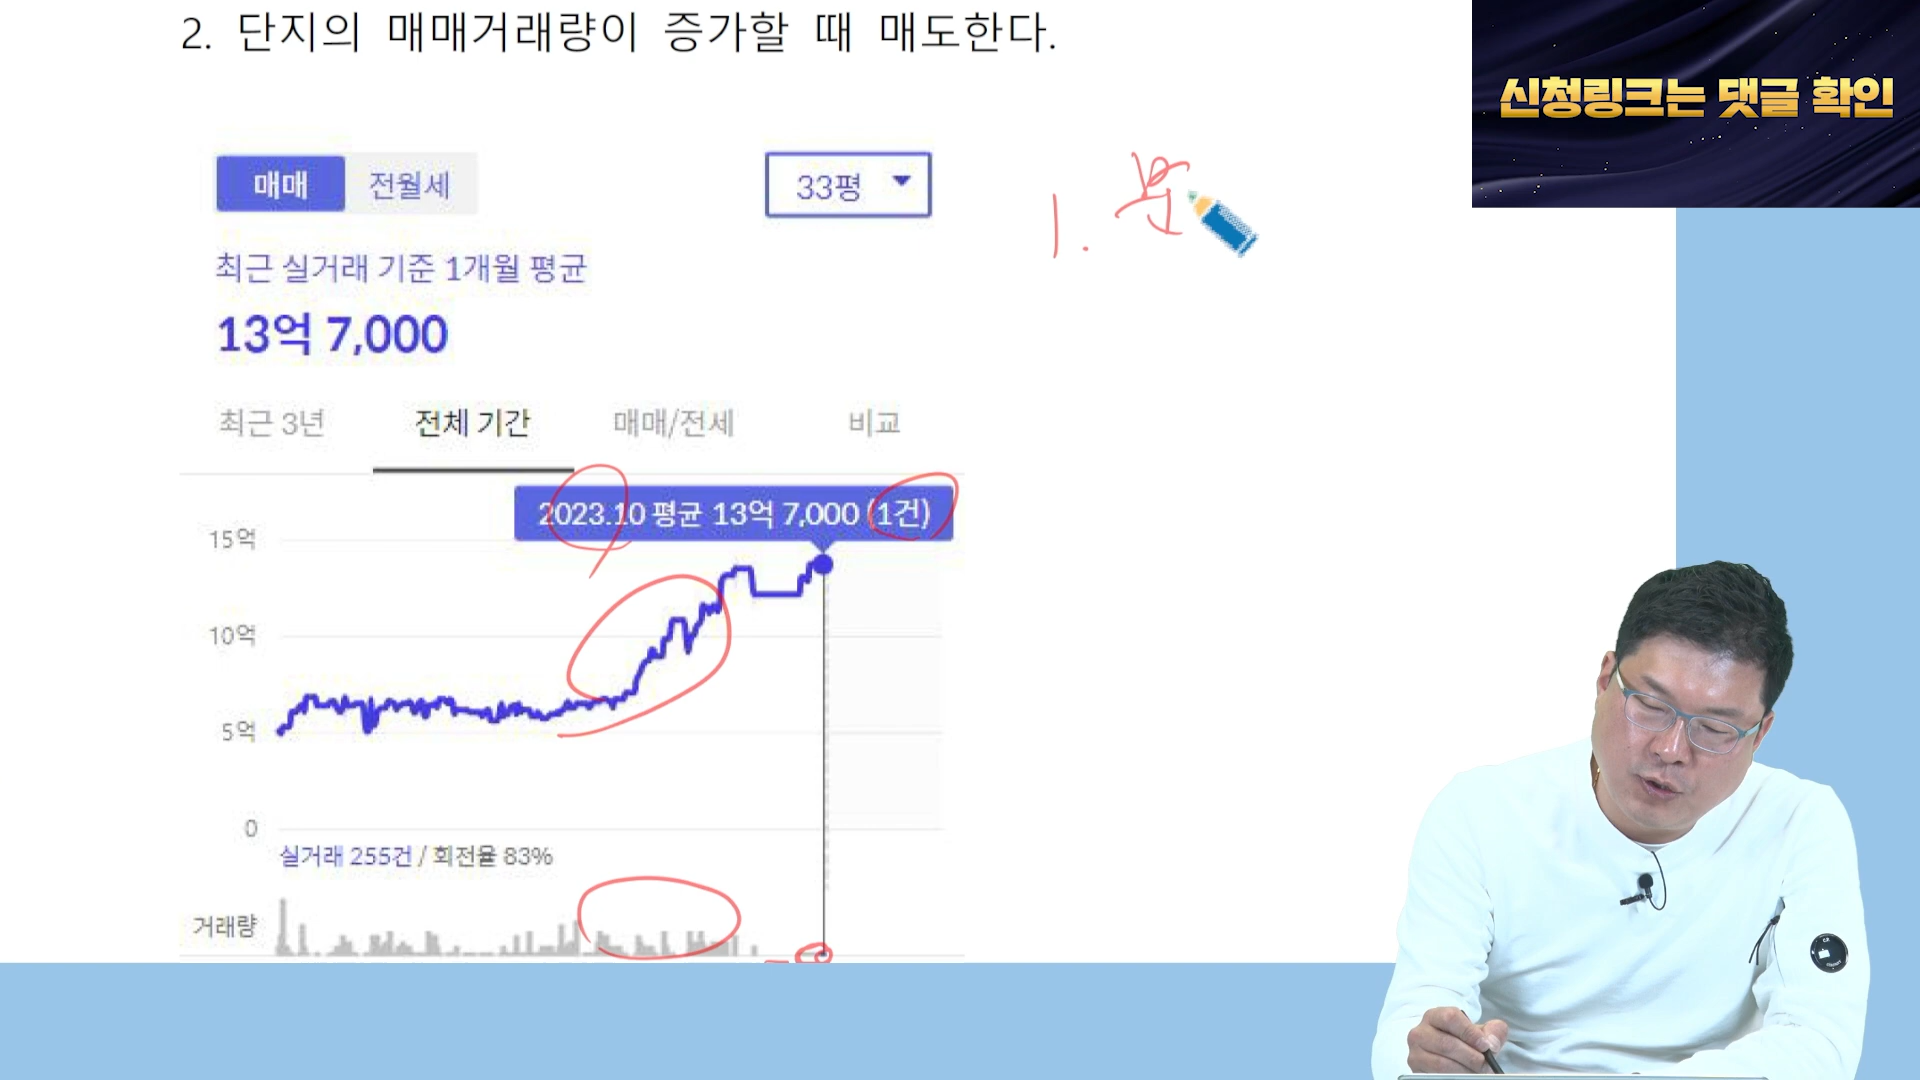 2. 단지의 매매거래량이 증가할 때 매도한다.
신청링크는 댓글 확인
매매 전월세
33평
1.
최근 실거래 기준 1개월 평균
13억 7,000
최근 3년 전체 기간 매매/전세 비교
2023.10 평균 13억 7,000 (1건)
15억
10억
5억
0
실거래 255건 / 회전율 83%
거래량